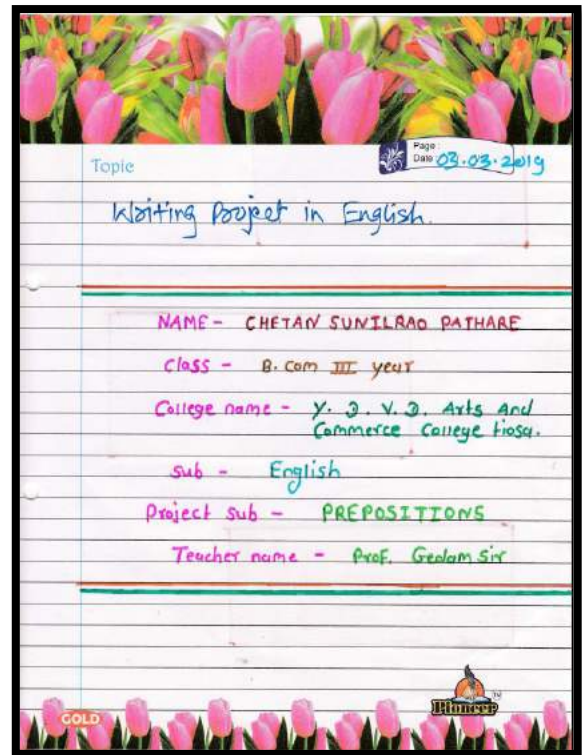 Page :
Date : 03.03.2019
Topic
Writing Project in English.
NAME - CHETAN SUNILRAO PATHARE
Class - B. Com III year
College name - Y. D. V. D. Arts And
Commerce College Tiosa.
Sub - English
Project Sub - PREPOSITIONS
Teacher name - Prof. Gedam Sir
Pioneer TM
GOLD